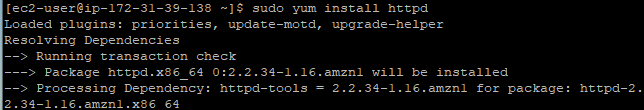 [ec2-user@ip-172-31-39-138 ~]$ sudo yum install httpd
Loaded plugins: priorities, update-motd, upgrade-helper
Resolving Dependencies
--> Running transaction check
---> Package httpd.x86_64 0:2.2.34-1.16.amzn1 will be installed
--> Processing Dependency: httpd-tools = 2.2.34-1.16.amzn1 for package: httpd-2
2.34-1.16.amzn1.x86_64